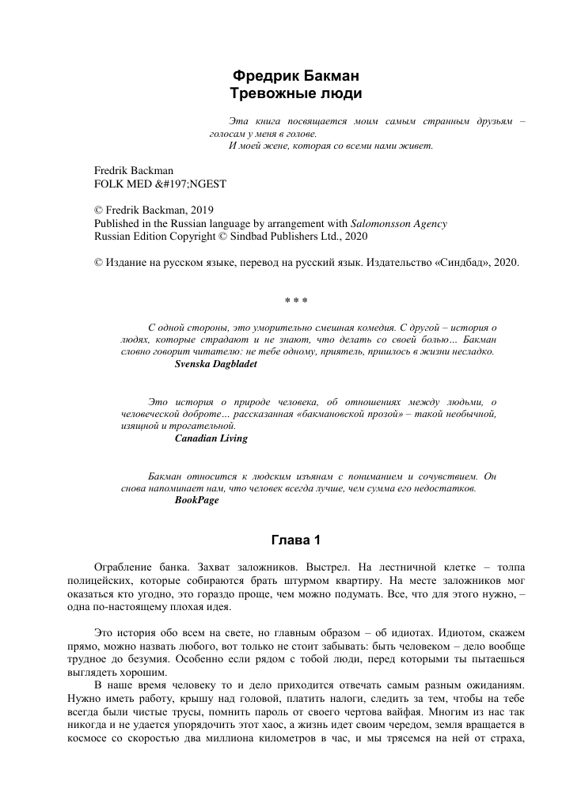 Фредрик Бакман
Тревожные люди
Эта книга посвящается моим самым странным друзьям –
голосам у меня в голове.
И моей жене, которая со всеми нами живет.
Fredrik Backman
FOLK MED &#197;NGEST
© Fredrik Backman, 2019
Published in the Russian language by arrangement with Salomonsson Agency
Russian Edition Copyright © Sindbad Publishers Ltd., 2020
© Издание на русском языке, перевод на русский язык. Издательство «Синдбад», 2020.
* * *
С одной стороны, это уморительно смешная комедия. С другой – история о
людях, которые страдают и не знают, что делать со своей болью… Бакман
словно говорит читателю: не тебе одному, приятель, пришлось в жизни несладко.
Svenska Dagbladet
Это история о природе человека, об отношениях между людьми, о
человеческой доброте… рассказанная «бакмановской прозой» – такой необычной,
изящной и трогательной.
Canadian Living
Бакман относится к людским изъянам с пониманием и сочувствием. Он
снова напоминает нам, что человек всегда лучше, чем сумма его недостатков.
BookPage
Глава 1
Ограбление банка. Захват заложников. Выстрел. На лестничной клетке – толпа
полицейских, которые собираются брать штурмом квартиру. На месте заложников мог
оказаться кто угодно, это гораздо проще, чем можно подумать. Все, что для этого нужно, –
одна по-настоящему плохая идея.
Это история обо всем на свете, но главным образом – об идиотах. Идиотом, скажем
прямо, можно назвать любого, вот только не стоит забывать: быть человеком – дело вообще
трудное до безумия. Особенно если рядом с тобой люди, перед которыми ты пытаешься
выглядеть хорошим.
В наше время человеку то и дело приходится отвечать самым разным ожиданиям.
Нужно иметь работу, крышу над головой, платить налоги, следить за тем, чтобы на тебе
всегда были чистые трусы, помнить пароль от своего чертова вайфая. Многим из нас так
никогда и не удается упорядочить этот хаос, а жизнь идет своим чередом, земля вращается в
космосе со скоростью два миллиона километров в час, и мы трясемся на ней от страха,